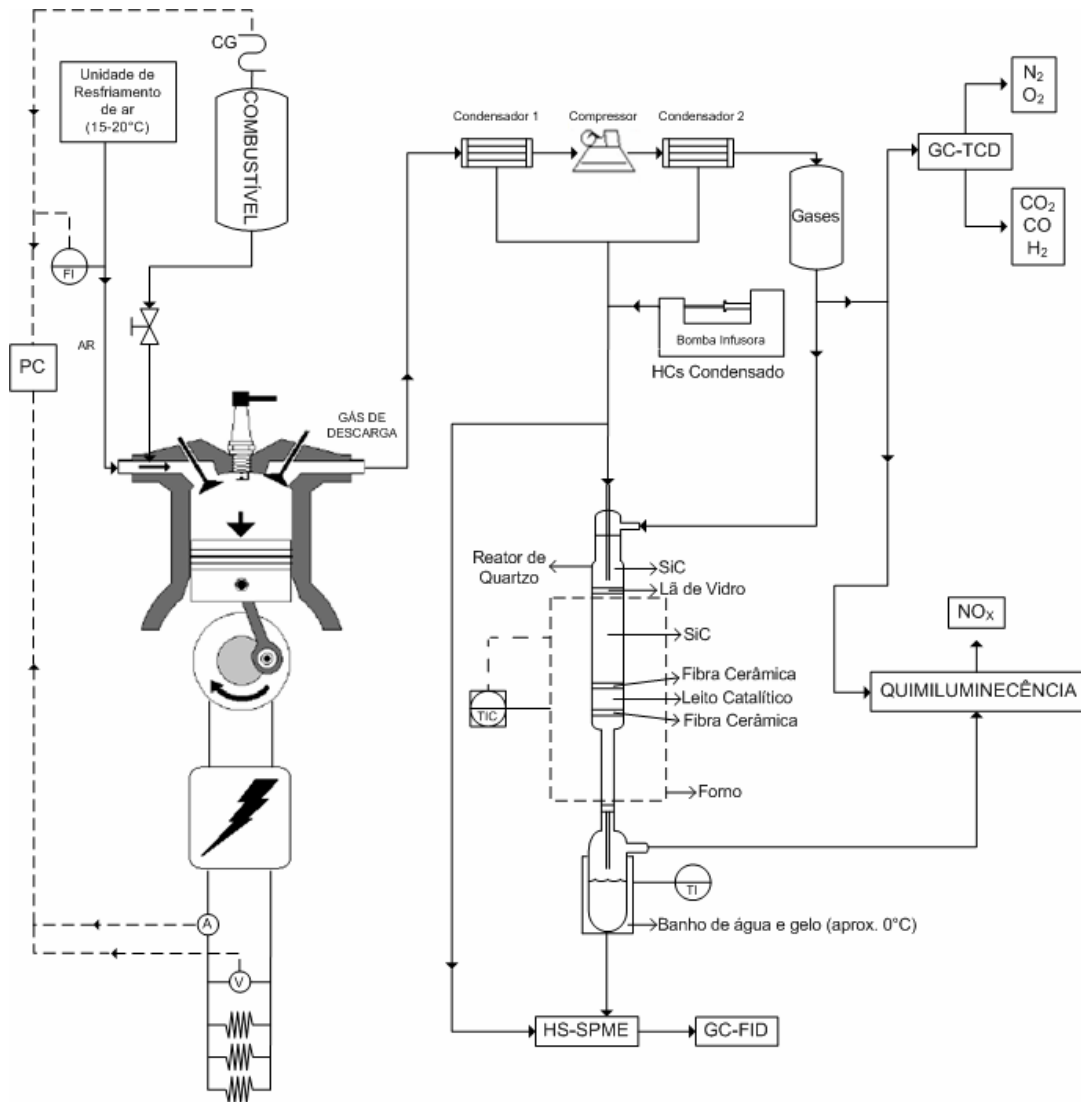 CG
Unidade de
Resfriamento
de ar
(15-20°C)
COMBUSTÍVEL
FI
AR
PC
GÁS DE
DESCARGA
Condensador 1
Compressor
Condensador 2
Gases
GC-TCD
N₂
O₂
CO₂
CO
H₂
Bomba Infusora
HCs Condensado
Reator de
Quartzo
SiC
Lã de Vidro
SiC
Fibra Cerâmica
Leito Catalítico
Fibra Cerâmica
TIC
Forno
NOₓ
QUIMILUMINECÊNCIA
TI
Banho de água e gelo (aprox. 0°C)
A
V
HS-SPME
GC-FID